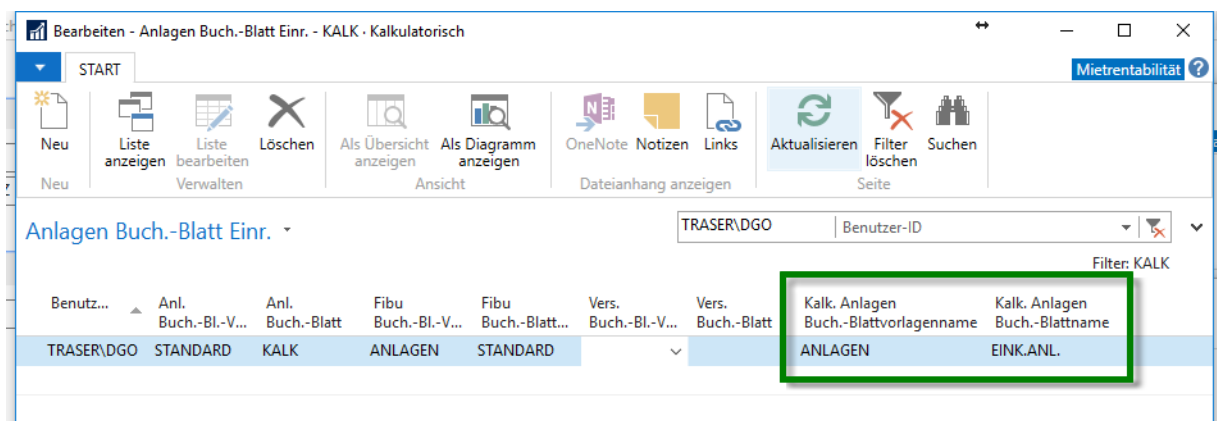 Bearbeiten - Anlagen Buch.-Blatt Einr. - KALK · Kalkulatorisch
START
Mietrentabilität
?
Neu
Liste anzeigen
Liste bearbeiten
Löschen
Als Übersicht anzeigen
Als Diagramm anzeigen
OneNote
Notizen
Links
Aktualisieren
Filter löschen
Suchen
Neu
Verwalten
Ansicht
Dateianhang anzeigen
Seite
Anlagen Buch.-Blatt Einr.
TRASER\DGO
Benutzer-ID
Filter: KALK
Benutz...
Anl. Buch.-Bl.-V...
Anl. Buch.-Blatt
Fibu Buch.-Bl.-V...
Fibu Buch.-Blatt...
Vers. Buch.-Bl.-V...
Vers. Buch.-Blatt
Kalk. Anlagen Buch.-Blattvorlagenname
Kalk. Anlagen Buch.-Blattname
TRASER\DGO STANDARD KALK ANLAGEN STANDARD ANLAGEN EINK.ANL.